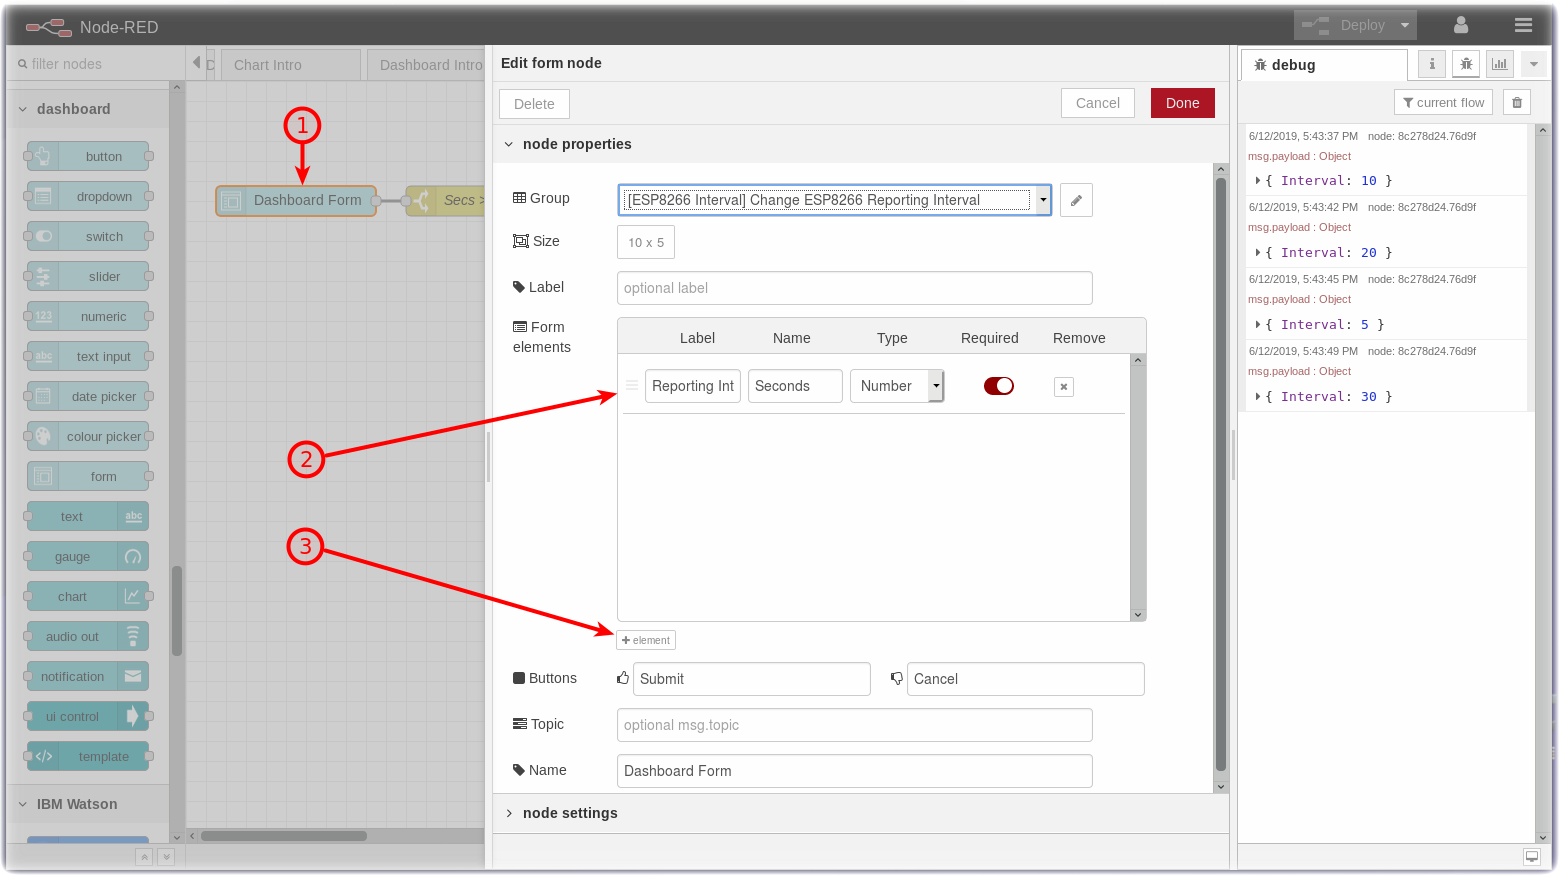 Node-RED
Deploy
filter nodes
Chart Intro
Dashboard Intro
dashboard
button
dropdown
switch
slider
123 numeric
abc text input
date picker
colour picker
form
text abc
gauge
chart
audio out
notification
ui control
</> template
IBM Watson
1
Dashboard Form
Secs >
2
3
Edit form node
Delete
Cancel
Done
node properties
Group
[ESP8266 Interval] Change ESP8266 Reporting Interval
Size
10 x 5
Label
optional label
Form elements
Label Name Type Required Remove
Reporting Int Seconds Number
+ element
Buttons
Submit
Cancel
Topic
optional msg.topic
Name
Dashboard Form
node settings
debug
i
current flow
6/12/2019, 5:43:37 PM node: 8c278d24.76d9f
msg.payload : Object
{ Interval: 10 }
6/12/2019, 5:43:42 PM node: 8c278d24.76d9f
msg.payload : Object
{ Interval: 20 }
6/12/2019, 5:43:45 PM node: 8c278d24.76d9f
msg.payload : Object
{ Interval: 5 }
6/12/2019, 5:43:49 PM node: 8c278d24.76d9f
msg.payload : Object
{ Interval: 30 }